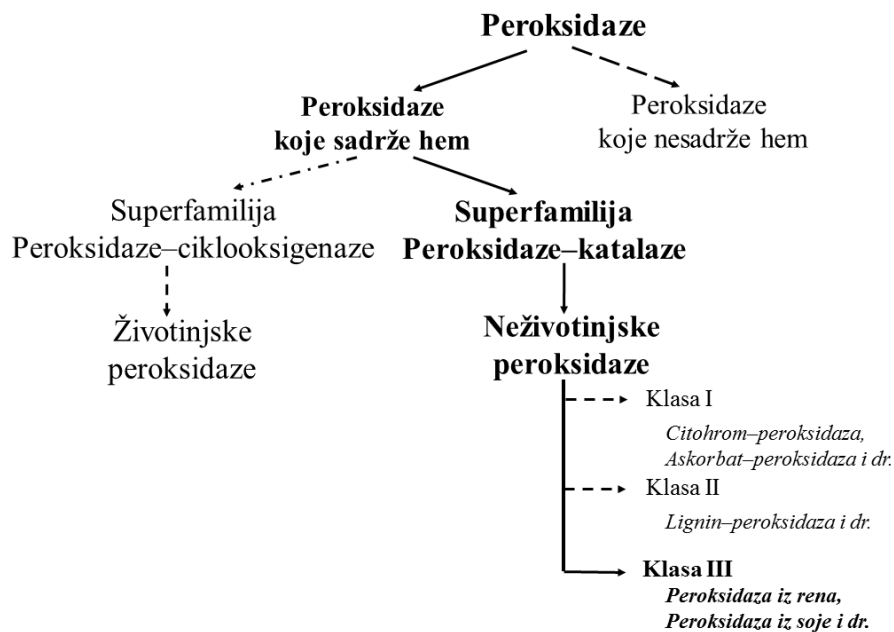 Peroksidaze
Peroksidaze
koje sadrže hem
Peroksidaze
koje nesadrže hem
Superfamilija
Peroksidaze–ciklooksigenaze
Superfamilija
Peroksidaze–katalaze
Životinjske
peroksidaze
Neživotinjske
peroksidaze
Klasa I
Citohrom–peroksidaza,
Askorbat–peroksidaza i dr.
Klasa II
Lignin–peroksidaza i dr.
Klasa III
Peroksidaza iz rena,
Peroksidaza iz soje i dr.